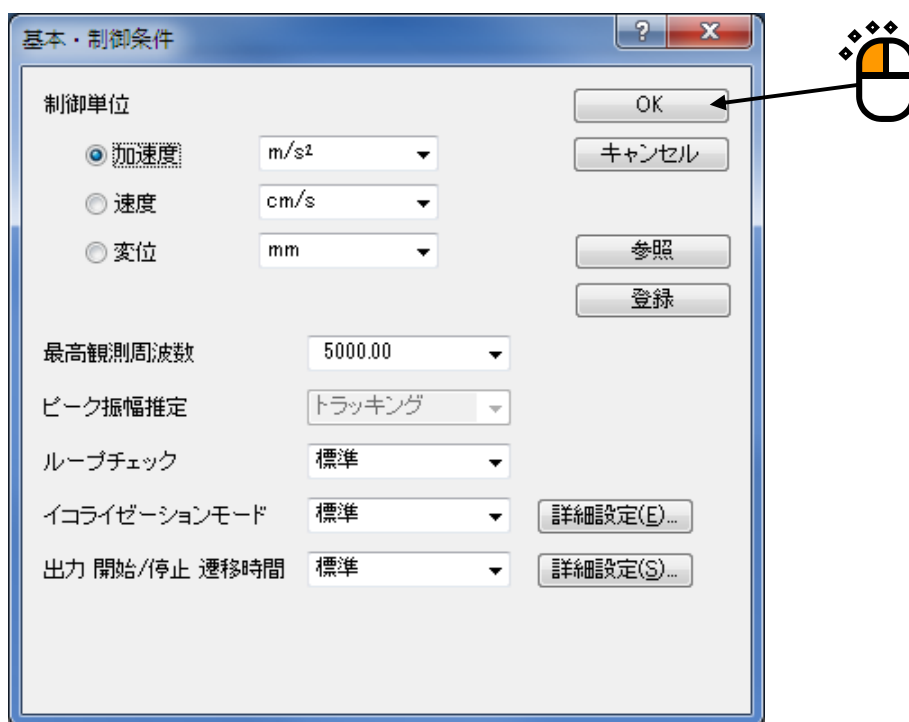 基本・制御条件
制御単位
OK
加速度 m/s²
キャンセル
速度 cm/s
変位 mm
参照
登録
最高観測周波数 5000.00
ピーク振幅推定 トラッキング
ループチェック 標準
イコライゼーションモード 標準 詳細設定(E)...
出力 開始/停止 遷移時間 標準 詳細設定(S)...